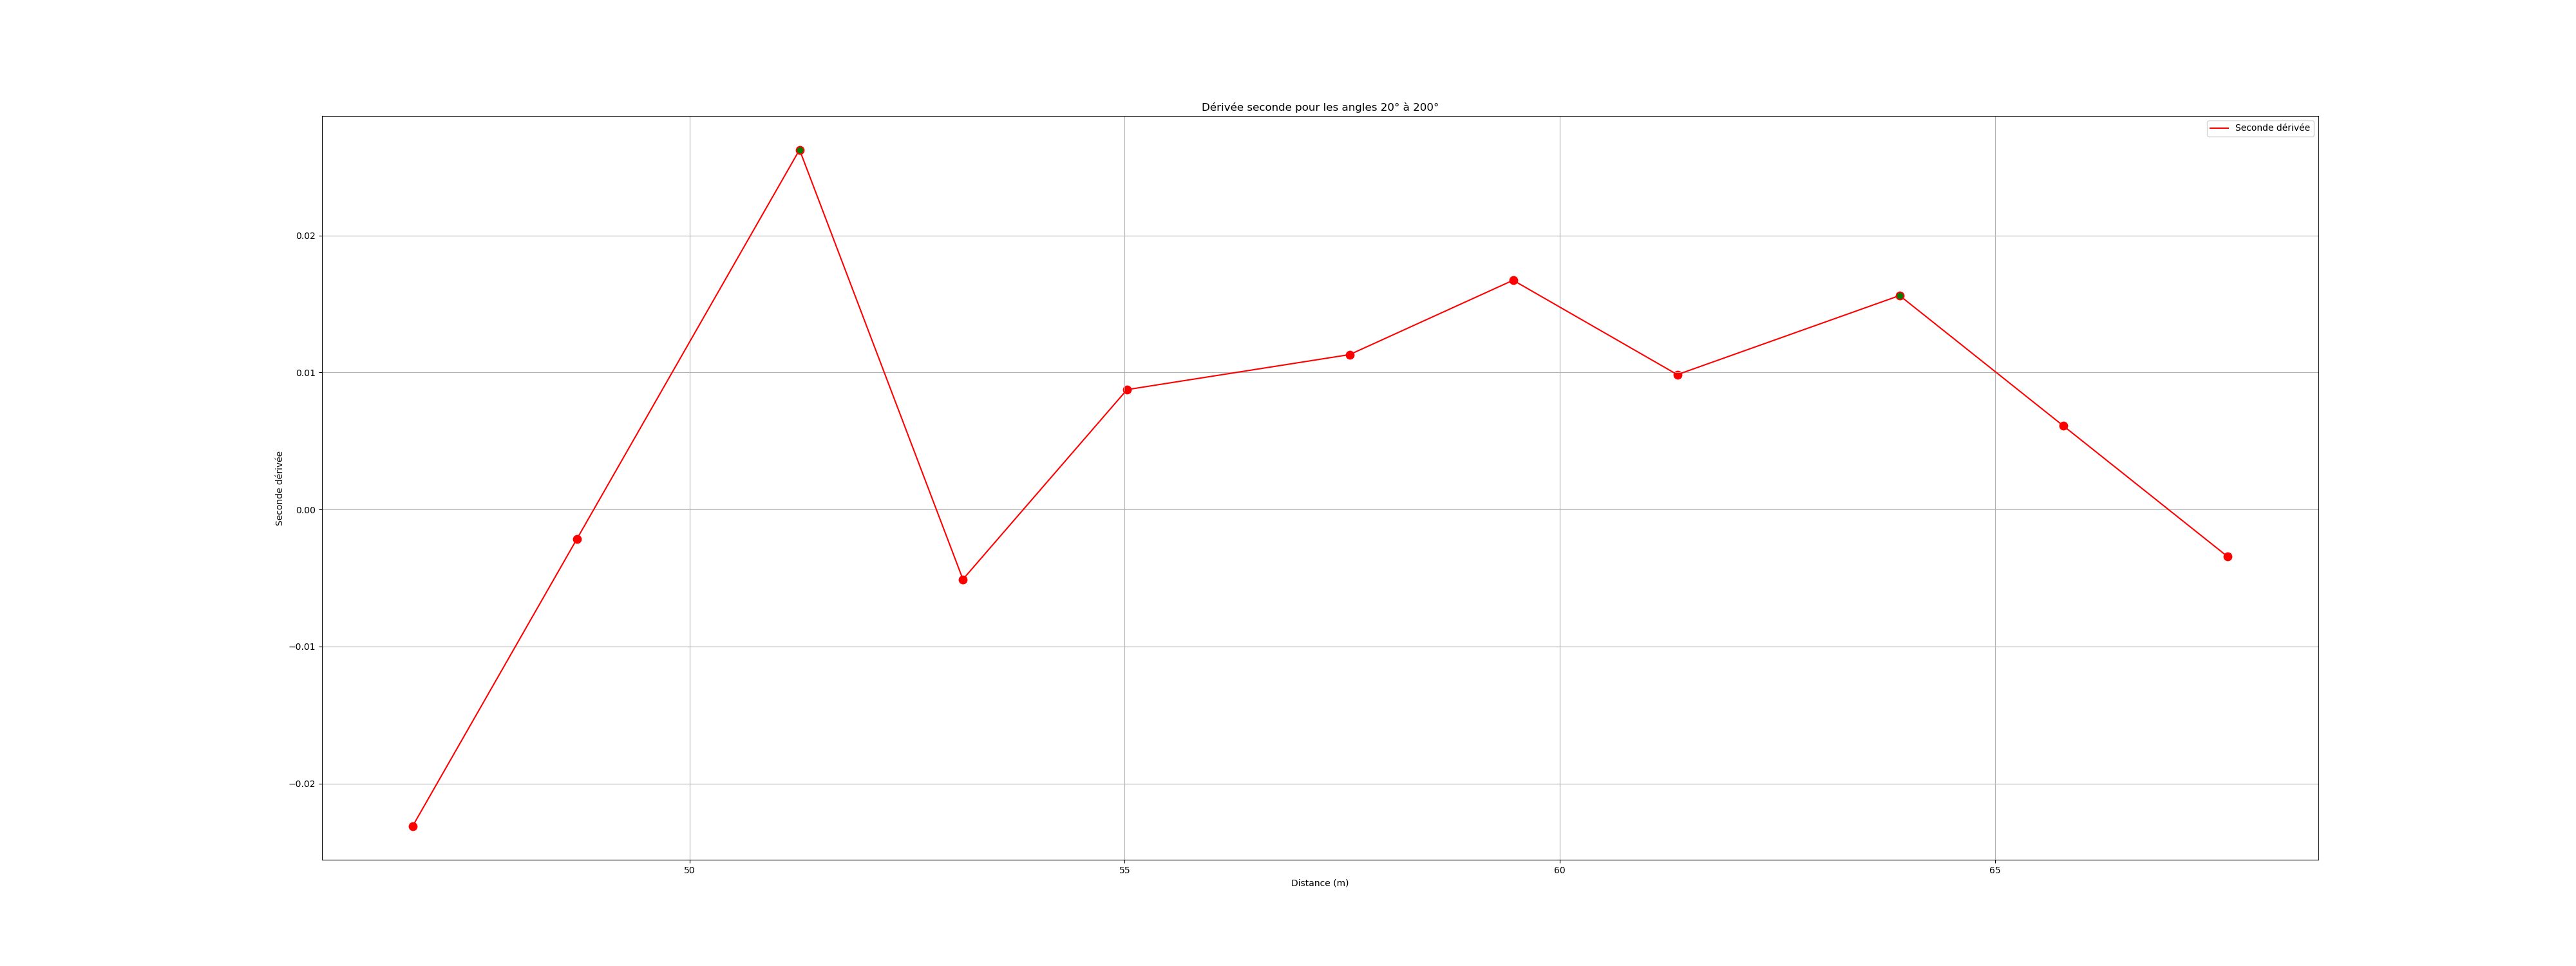 Dérivée seconde pour les angles 20° à 200°
Seconde dérivée
0.02
0.01
0.00
−0.01
−0.02
Seconde dérivée
50
55
60
65
Distance (m)